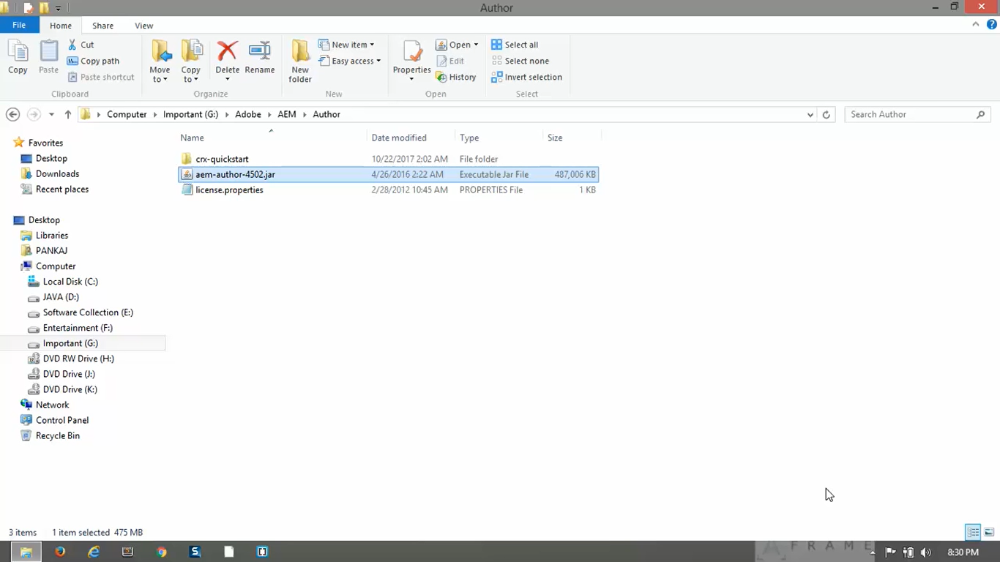 Author
File
Home
Share
View
Copy
Paste
Cut
Copy path
Paste shortcut
Clipboard
Move to
Copy to
Delete
Rename
Organize
New folder
New item
Easy access
New
Properties
Open
Edit
History
Open
Select all
Select none
Invert selection
Select
Computer Important (G:) Adobe AEM Author
Search Author
Name Date modified Type Size
crx-quickstart 10/22/2017 2:02 AM File folder
aem-author-4502.jar 4/26/2016 2:22 AM Executable Jar File 487,006 KB
license.properties 2/28/2012 10:45 AM PROPERTIES File 1 KB
Favorites
Desktop
Downloads
Recent places
Desktop
Libraries
PANKAJ
Computer
Local Disk (C:)
JAVA (D:)
Software Collection (E:)
Entertainment (F:)
Important (G:)
DVD RW Drive (H:)
DVD Drive (J:)
DVD Drive (K:)
Network
Control Panel
Recycle Bin
3 items 1 item selected 475 MB
FRAME
8:30 PM